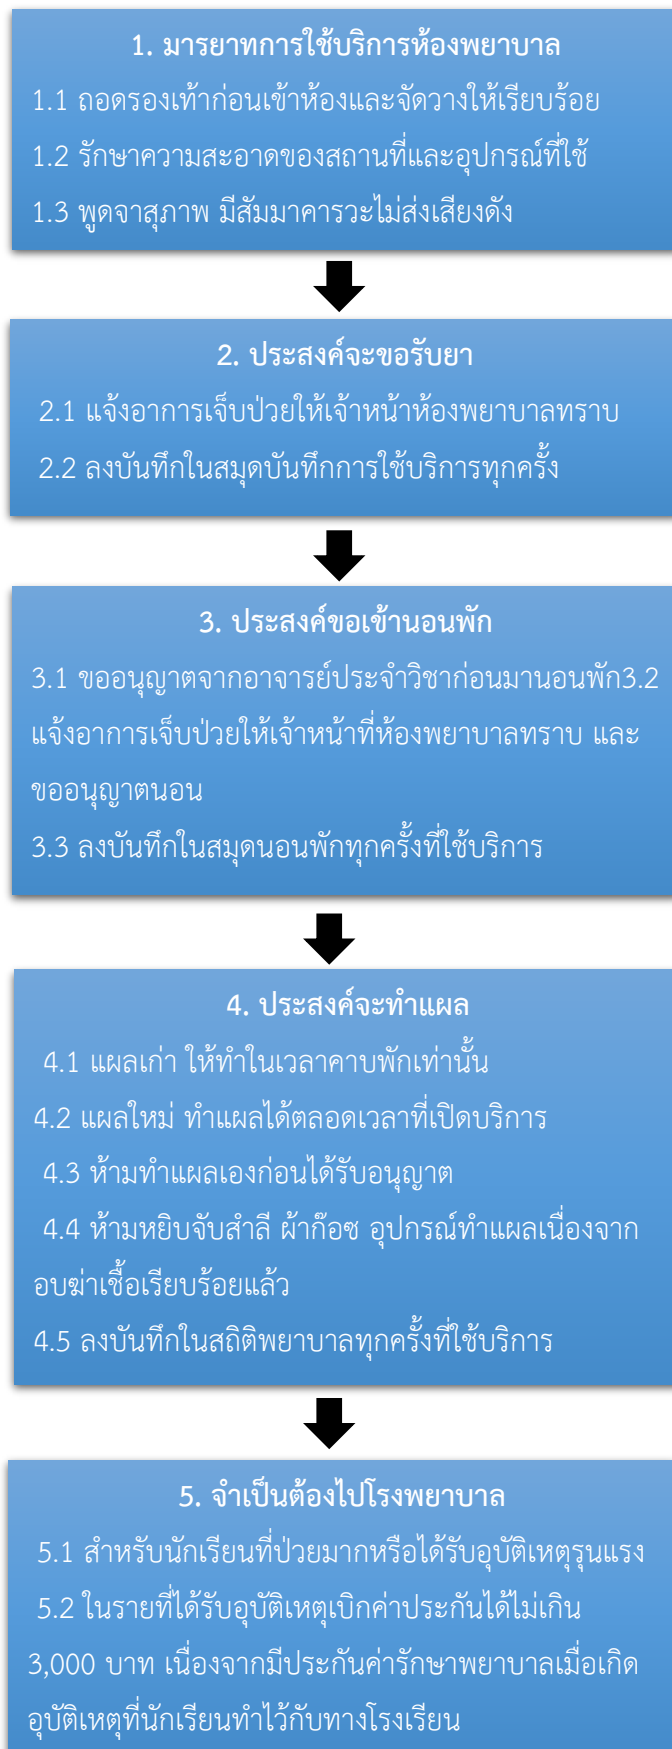 1. มารยาทการใช้บริการห้องพยาบาล
1.1 ถอดรองเท้าก่อนเข้าห้องและจัดวางให้เรียบร้อย
1.2 รักษาความสะอาดของสถานที่และอุปกรณ์ที่ใช้
1.3 พูดจาสุภาพ มีสัมมาคารวะไม่ส่งเสียงดัง
2. ประสงค์จะขอรับยา
2.1 แจ้งอาการเจ็บป่วยให้เจ้าหน้าห้องพยาบาลทราบ
2.2 ลงบันทึกในสมุดบันทึกการใช้บริการทุกครั้ง
3. ประสงค์ขอเข้านอนพัก
3.1 ขออนุญาตจากอาจารย์ประจำวิชาก่อนมานอนพัก3.2
แจ้งอาการเจ็บป่วยให้เจ้าหน้าที่ห้องพยาบาลทราบ และ
ขออนุญาตนอน
3.3 ลงบันทึกในสมุดนอนพักทุกครั้งที่ใช้บริการ
4. ประสงค์จะทำแผล
4.1 แผลเก่า ให้ทำในเวลาคาบพักเท่านั้น
4.2 แผลใหม่ ทำแผลได้ตลอดเวลาที่เปิดบริการ
4.3 ห้ามทำแผลเองก่อนได้รับอนุญาต
4.4 ห้ามหยิบจับสำลี ผ้าก๊อซ อุปกรณ์ทำแผลเนื่องจาก
อบฆ่าเชื้อเรียบร้อยแล้ว
4.5 ลงบันทึกในสถิติพยาบาลทุกครั้งที่ใช้บริการ
5. จำเป็นต้องไปโรงพยาบาล
5.1 สำหรับนักเรียนที่ป่วยมากหรือได้รับอุบัติเหตุรุนแรง
5.2 ในรายที่ได้รับอุบัติเหตุเบิกค่าประกันได้ไม่เกิน
3,000 บาท เนื่องจากมีประกันค่ารักษาพยาบาลเมื่อเกิด
อุบัติเหตุที่นักเรียนทำไว้กับทางโรงเรียน